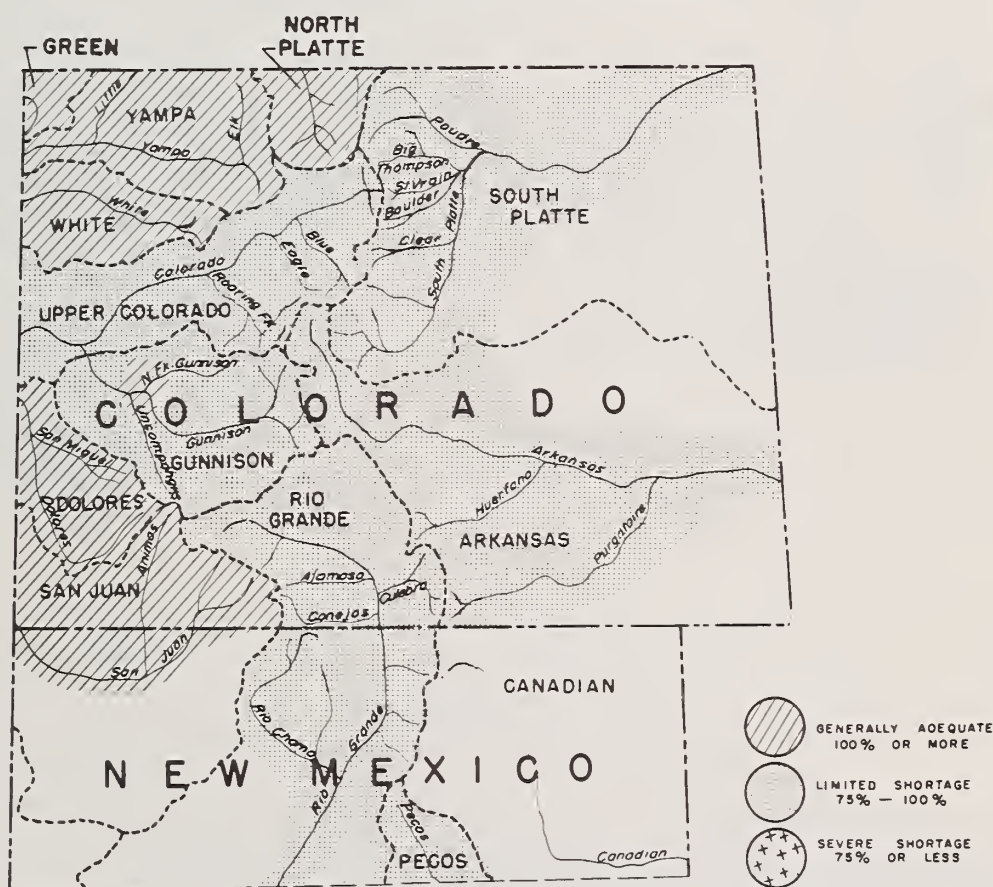 GREEN
NORTH
PLATTE
YAMPA
Little
Elk
Yampa
WHITE
White
Poudre
Big
Thompson
St. Vrain
Boulder
Clear
South
Platte
SOUTH
PLATTE
Blue
Eagle
Colorado
Roaring Fk.
UPPER COLORADO
N. Fk. Gunnison
COLORADO
Uncompahgre
Gunnison
GUNNISON
San Miguel
DOLORES
Dolores
Animas
RIO
GRANDE
Arkansas
Huerfano
ARKANSAS
Purgatoire
SAN JUAN
Alamosa
Culebra
Conejos
San Juan
CANADIAN
Rio Chama
Rio Grande
NEW MEXICO
Pecos
PECOS
Canadian
GENERALLY ADEQUATE
100% OR MORE
LIMITED SHORTAGE
75% — 100%
SEVERE SHORTAGE
75% OR LESS